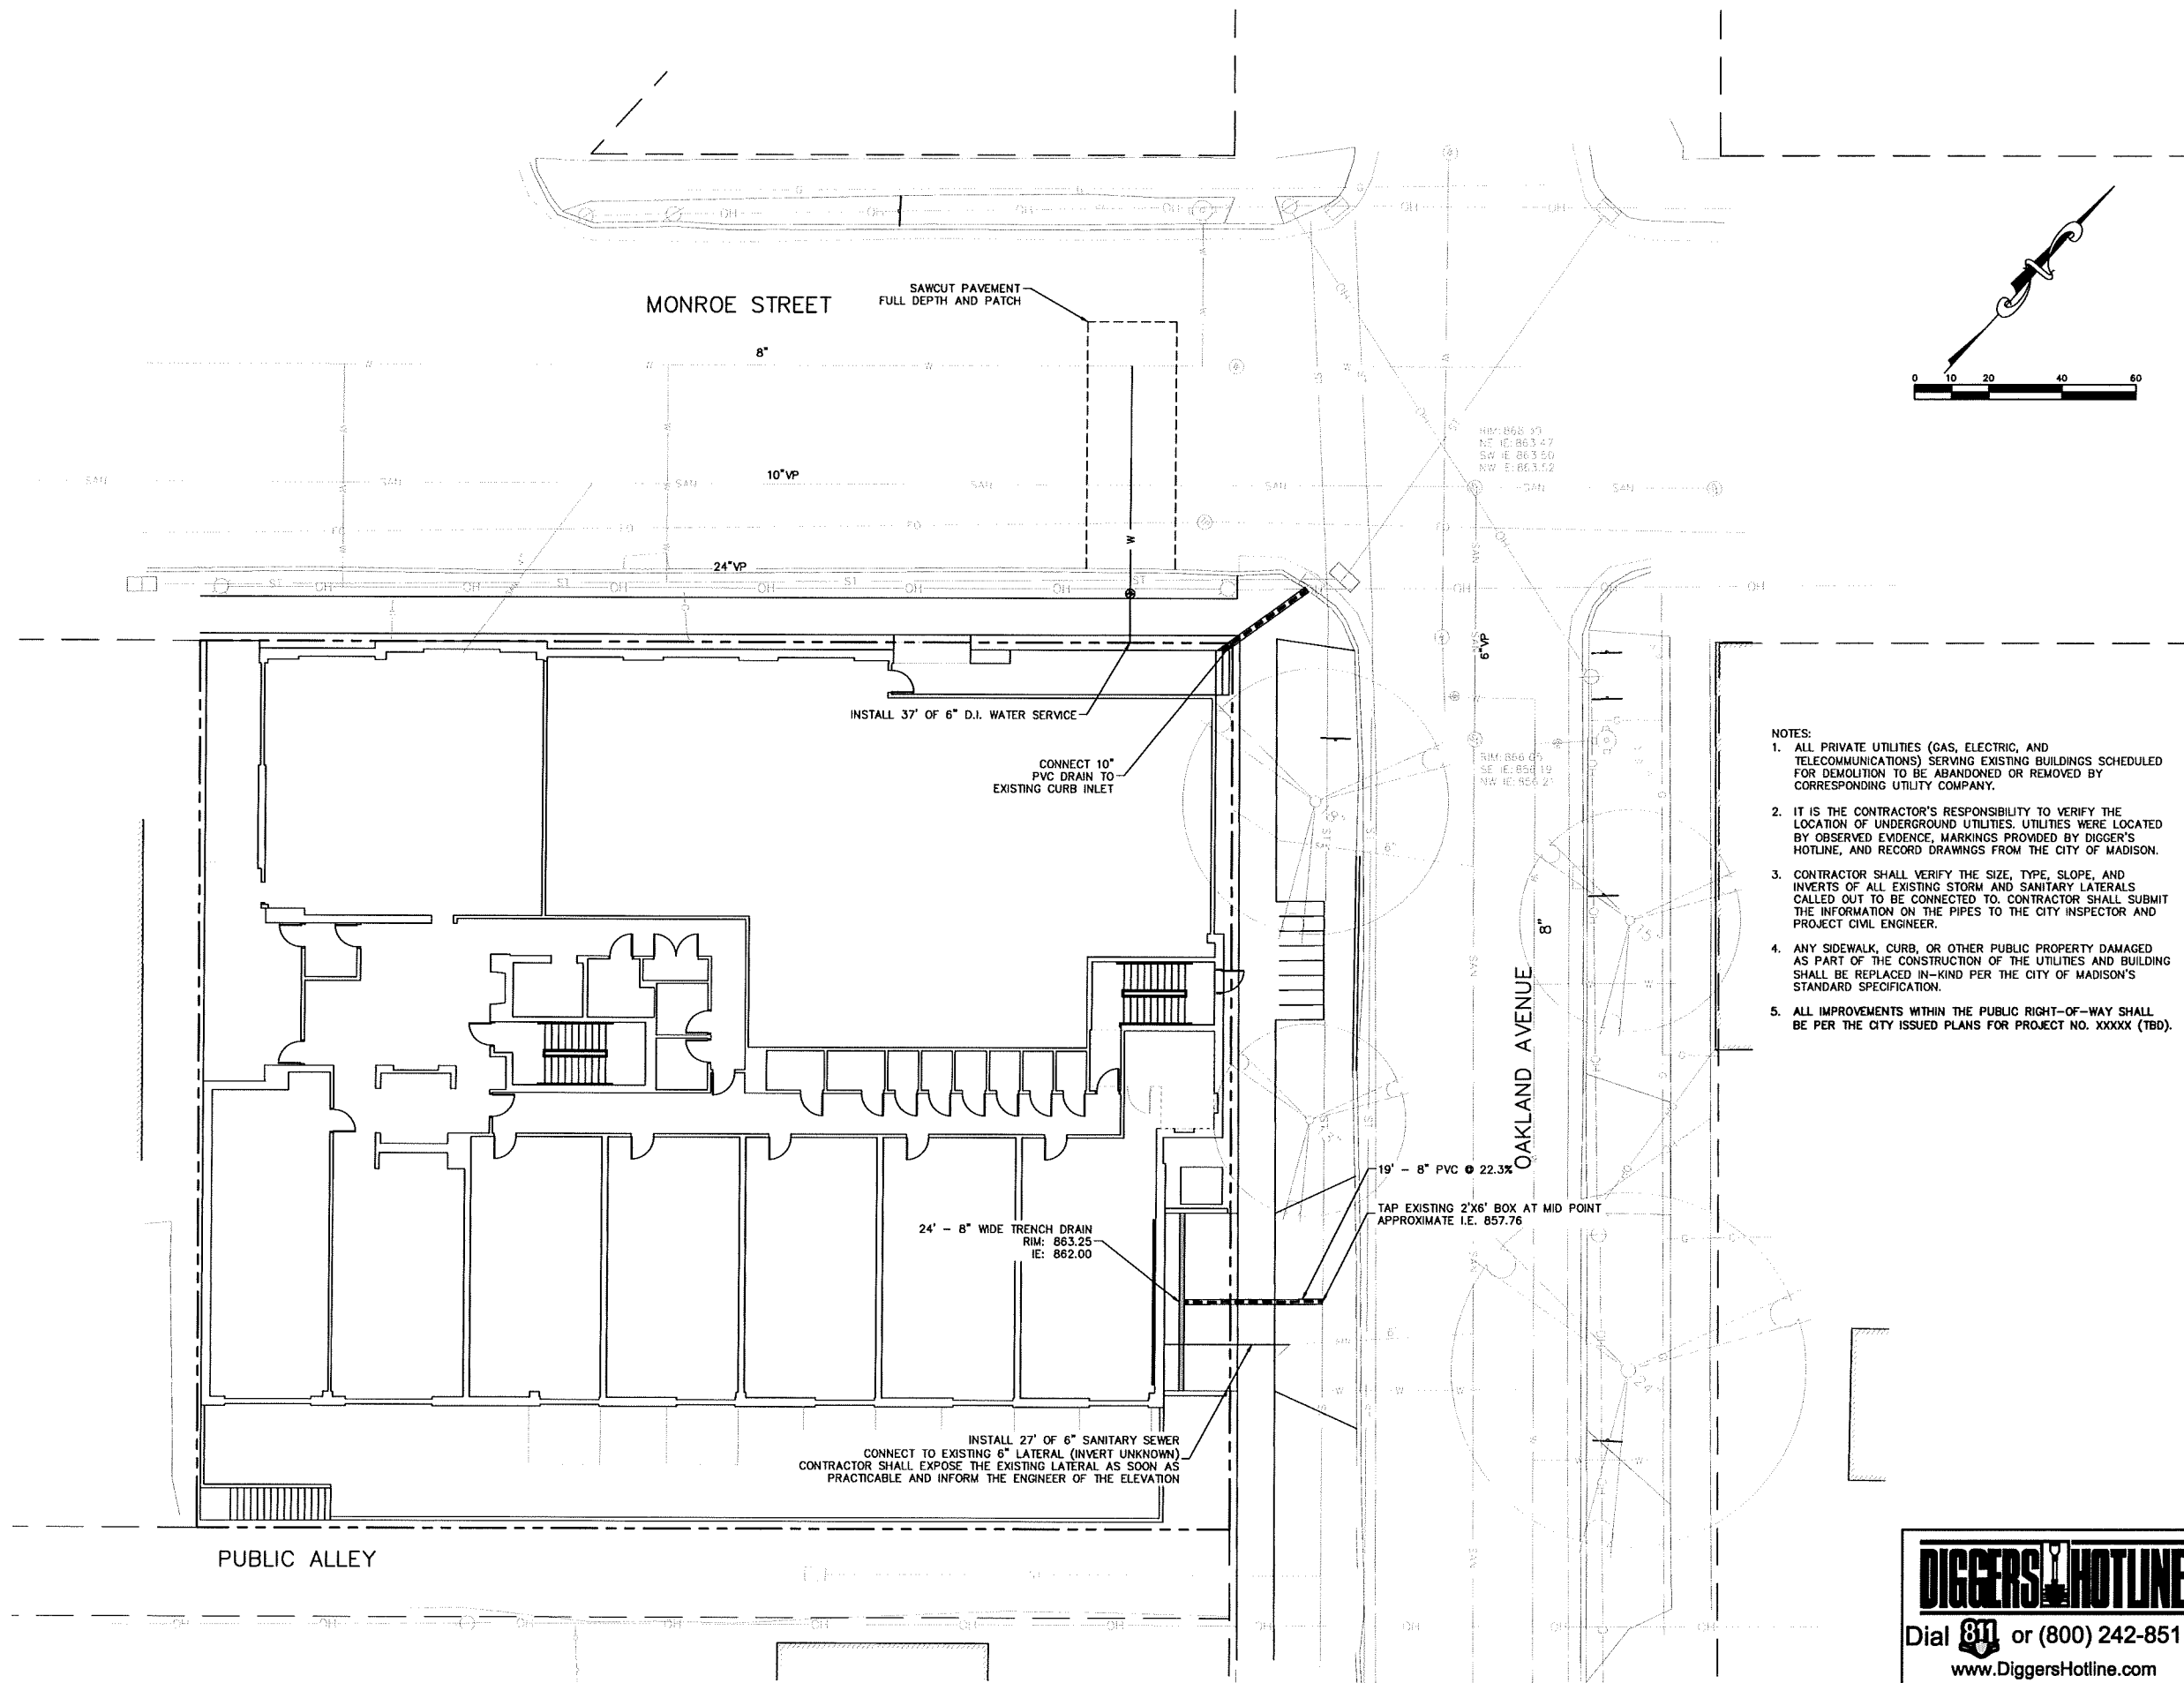 MONROE STREET
SAWCUT PAVEMENT
FULL DEPTH AND PATCH
8"
10"VP
24"VP
W
6"VP
0 10 20 40 60
INSTALL 37' OF 6" D.I. WATER SERVICE
CONNECT 10"
PVC DRAIN TO
EXISTING CURB INLET
NOTES:
1. ALL PRIVATE UTILITIES (GAS, ELECTRIC, AND
TELECOMMUNICATIONS) SERVING EXISTING BUILDINGS SCHEDULED
FOR DEMOLITION TO BE ABANDONED OR REMOVED BY
CORRESPONDING UTILITY COMPANY.
2. IT IS THE CONTRACTOR'S RESPONSIBILITY TO VERIFY THE
LOCATION OF UNDERGROUND UTILITIES. UTILITIES WERE LOCATED
BY OBSERVED EVIDENCE, MARKINGS PROVIDED BY DIGGER'S
HOTLINE, AND RECORD DRAWINGS FROM THE CITY OF MADISON.
3. CONTRACTOR SHALL VERIFY THE SIZE, TYPE, SLOPE, AND
INVERTS OF ALL EXISTING STORM AND SANITARY LATERALS
CALLED OUT TO BE CONNECTED TO. CONTRACTOR SHALL SUBMIT
THE INFORMATION ON THE PIPES TO THE CITY INSPECTOR AND
PROJECT CIVIL ENGINEER.
4. ANY SIDEWALK, CURB, OR OTHER PUBLIC PROPERTY DAMAGED
AS PART OF THE CONSTRUCTION OF THE UTILITIES AND BUILDING
SHALL BE REPLACED IN-KIND PER THE CITY OF MADISON'S
STANDARD SPECIFICATION.
5. ALL IMPROVEMENTS WITHIN THE PUBLIC RIGHT-OF-WAY SHALL
BE PER THE CITY ISSUED PLANS FOR PROJECT NO. XXXXX (TBD).
8"
OAKLAND AVENUE
19' - 8" PVC @ 22.3%
TAP EXISTING 2'X6' BOX AT MID POINT
APPROXIMATE I.E. 857.76
24' - 8" WIDE TRENCH DRAIN
RIM: 863.25
IE: 862.00
INSTALL 27' OF 6" SANITARY SEWER
CONNECT TO EXISTING 6" LATERAL (INVERT UNKNOWN)
CONTRACTOR SHALL EXPOSE THE EXISTING LATERAL AS SOON AS
PRACTICABLE AND INFORM THE ENGINEER OF THE ELEVATION
PUBLIC ALLEY
DIGGERS HOTLINE
Dial 811 or (800) 242-851
www.DiggersHotline.com